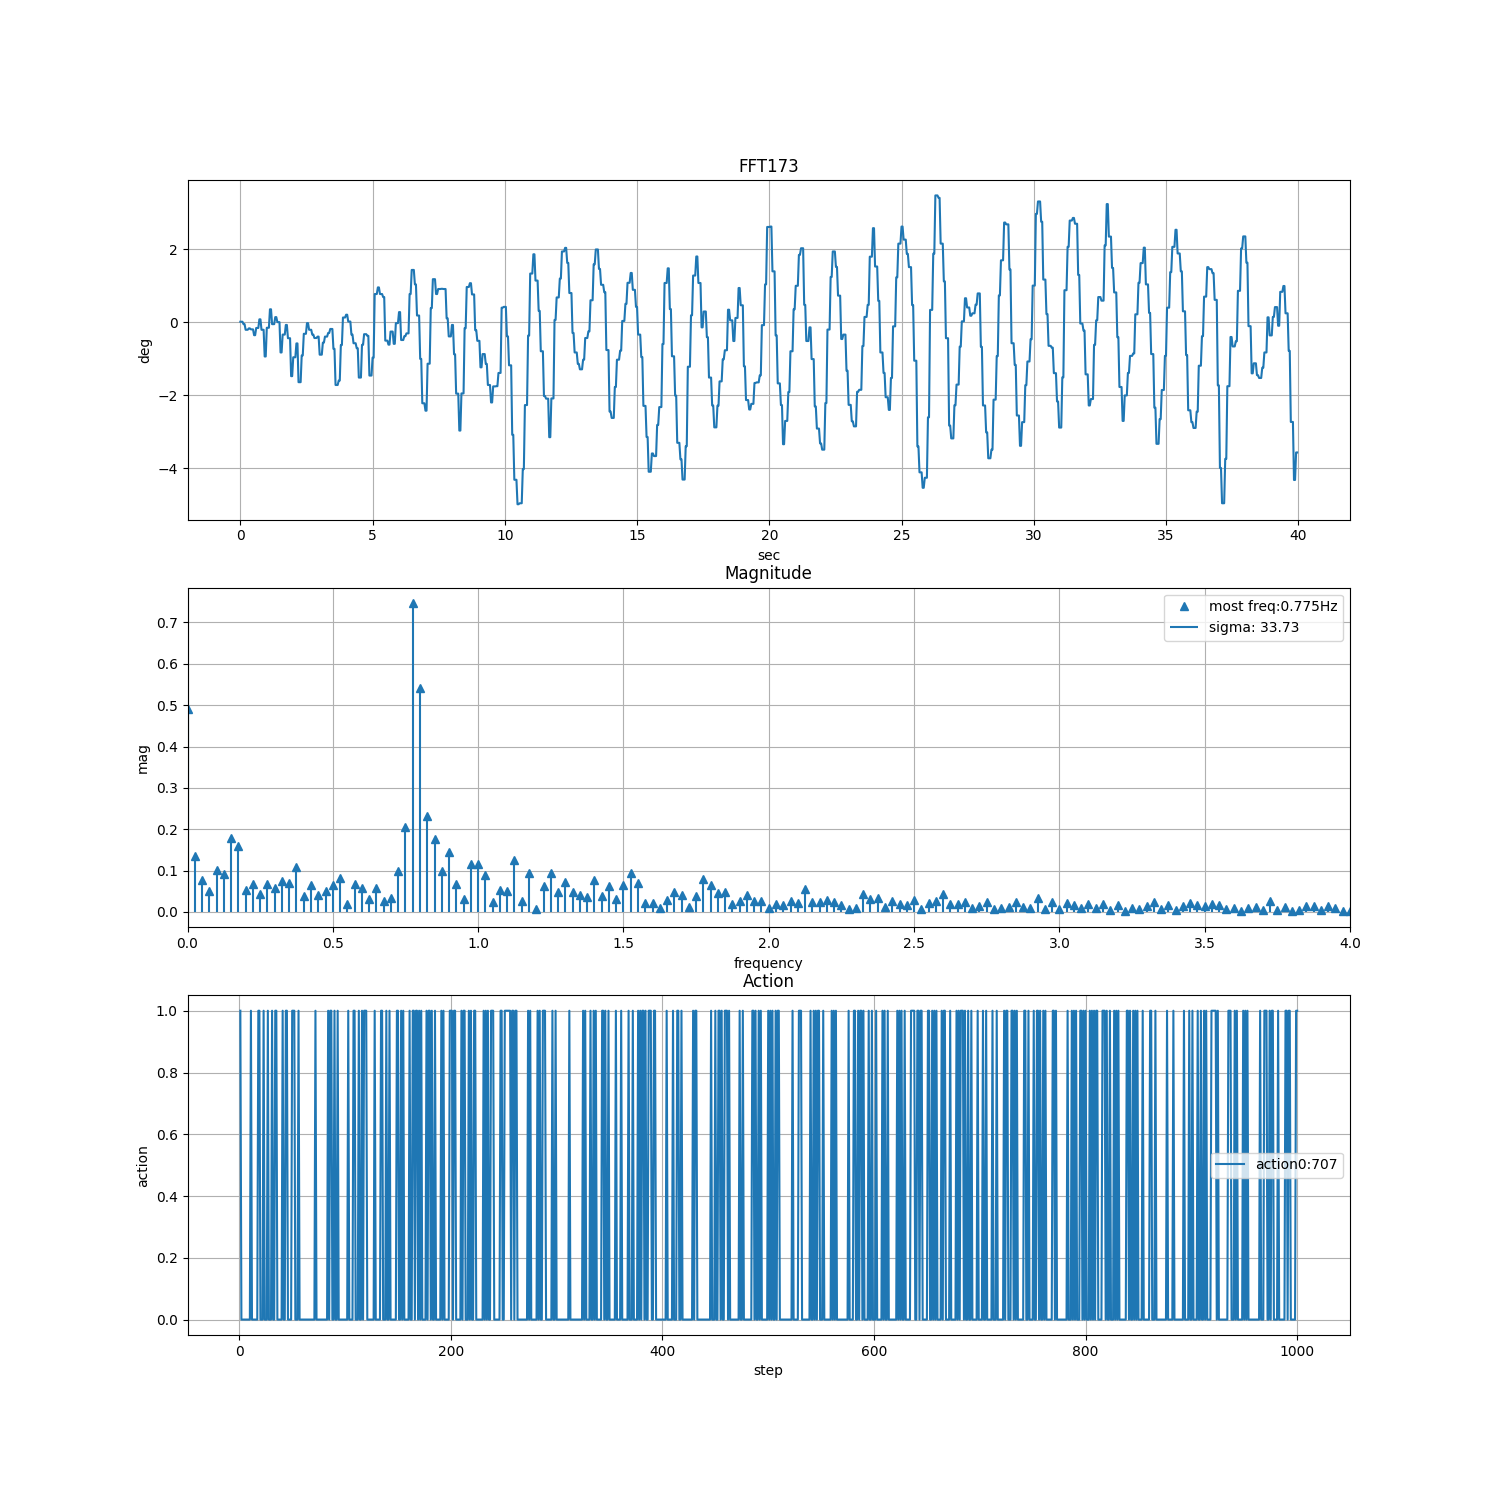 FFT173
2
0
−2
−4
deg
0 5 10 15 20 25 30 35 40
sec
Magnitude
most freq:0.775Hz
sigma: 33.73
0.7
0.6
0.5
0.4
0.3
0.2
0.1
0.0
mag
0.0 0.5 1.0 1.5 2.0 2.5 3.0 3.5 4.0
frequency
Action
1.0
0.8
0.6
0.4
0.2
0.0
action
action0:707
0 200 400 600 800 1000
step